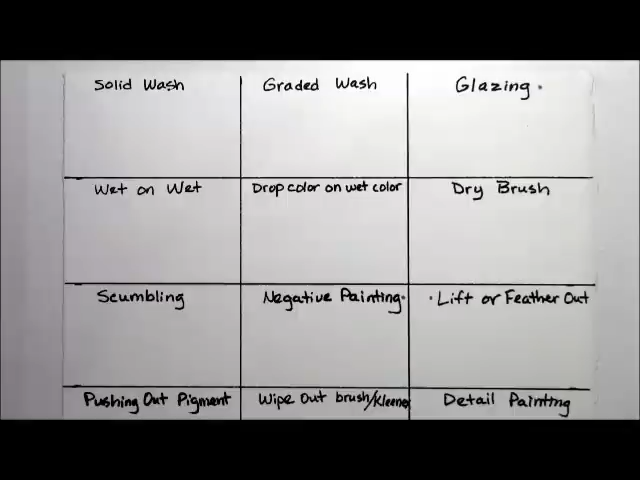 Solid Wash
Graded Wash
Glazing
Wet on Wet
Drop color on wet color
Dry Brush
Scumbling
Negative Painting
Lift or Feather Out
Pushing Out Pigment
Wipe Out brush/Kleenex
Detail Painting